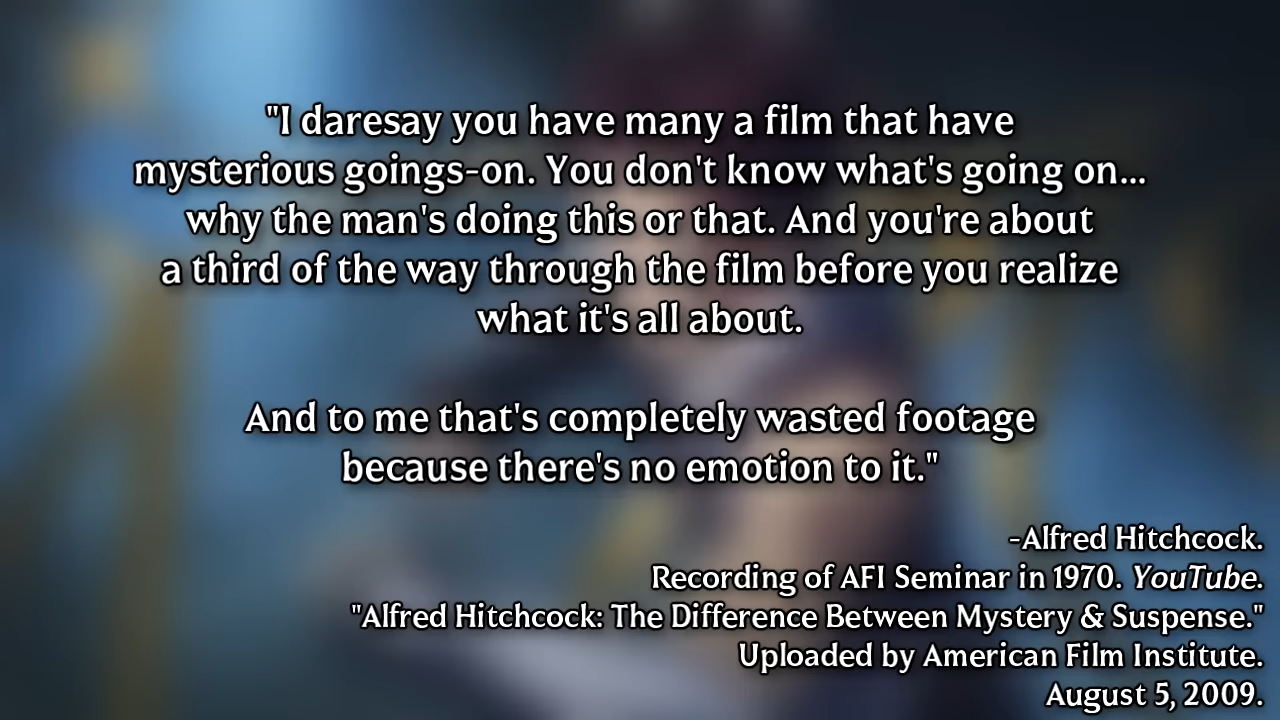 "I daresay you have many a film that have
mysterious goings-on. You don't know what's going on...
why the man's doing this or that. And you're about
a third of the way through the film before you realize
what it's all about.
And to me that's completely wasted footage
because there's no emotion to it."
-Alfred Hitchcock.
Recording of AFI Seminar in 1970. YouTube.
"Alfred Hitchcock: The Difference Between Mystery & Suspense."
Uploaded by American Film Institute.
August 5, 2009.